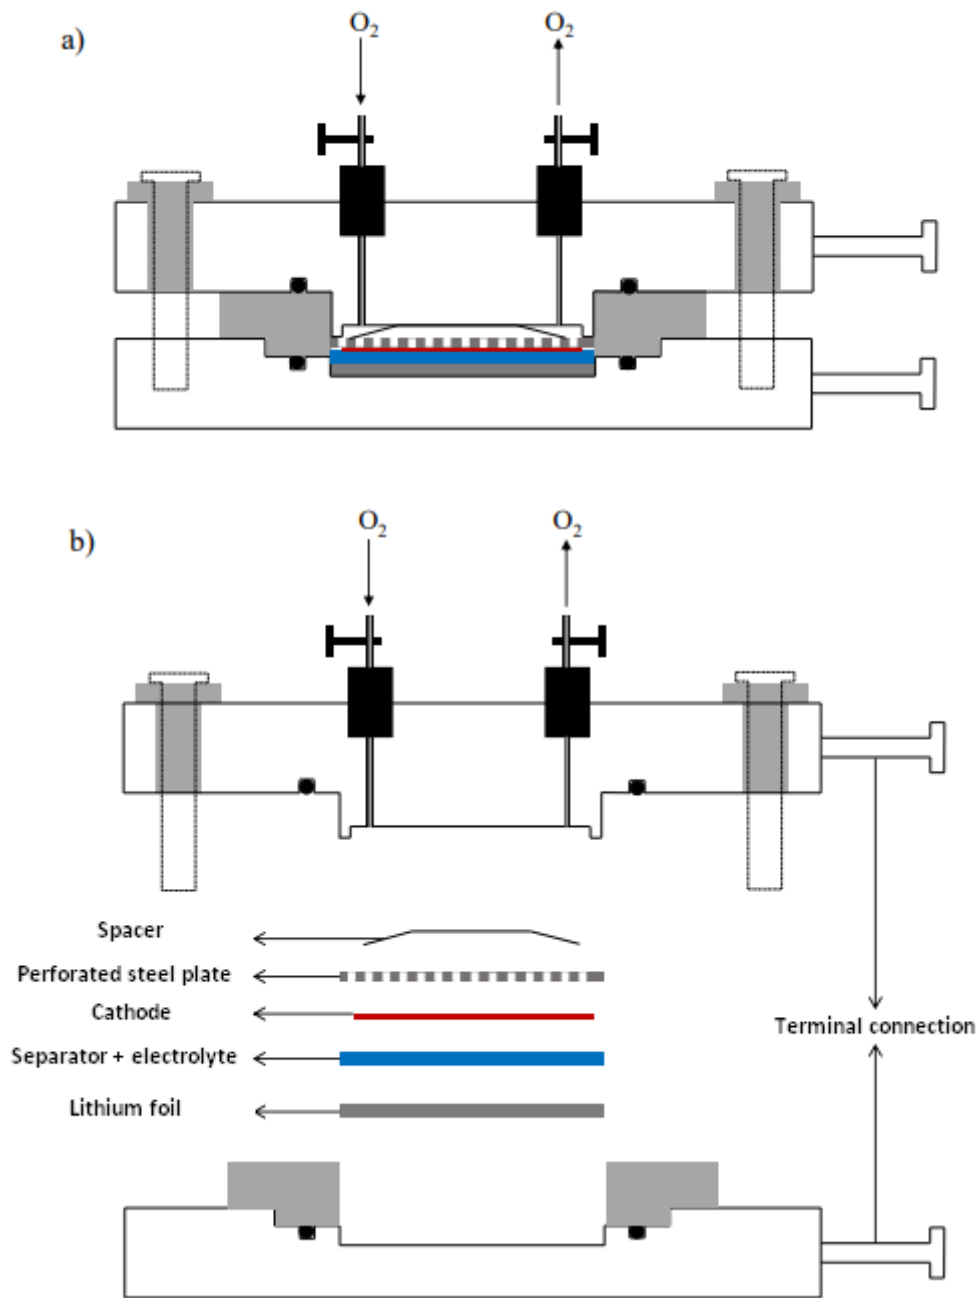 a)
O2
O2
b)
O2
O2
Spacer
Perforated steel plate
Cathode
Separator + electrolyte
Lithium foil
Terminal connection